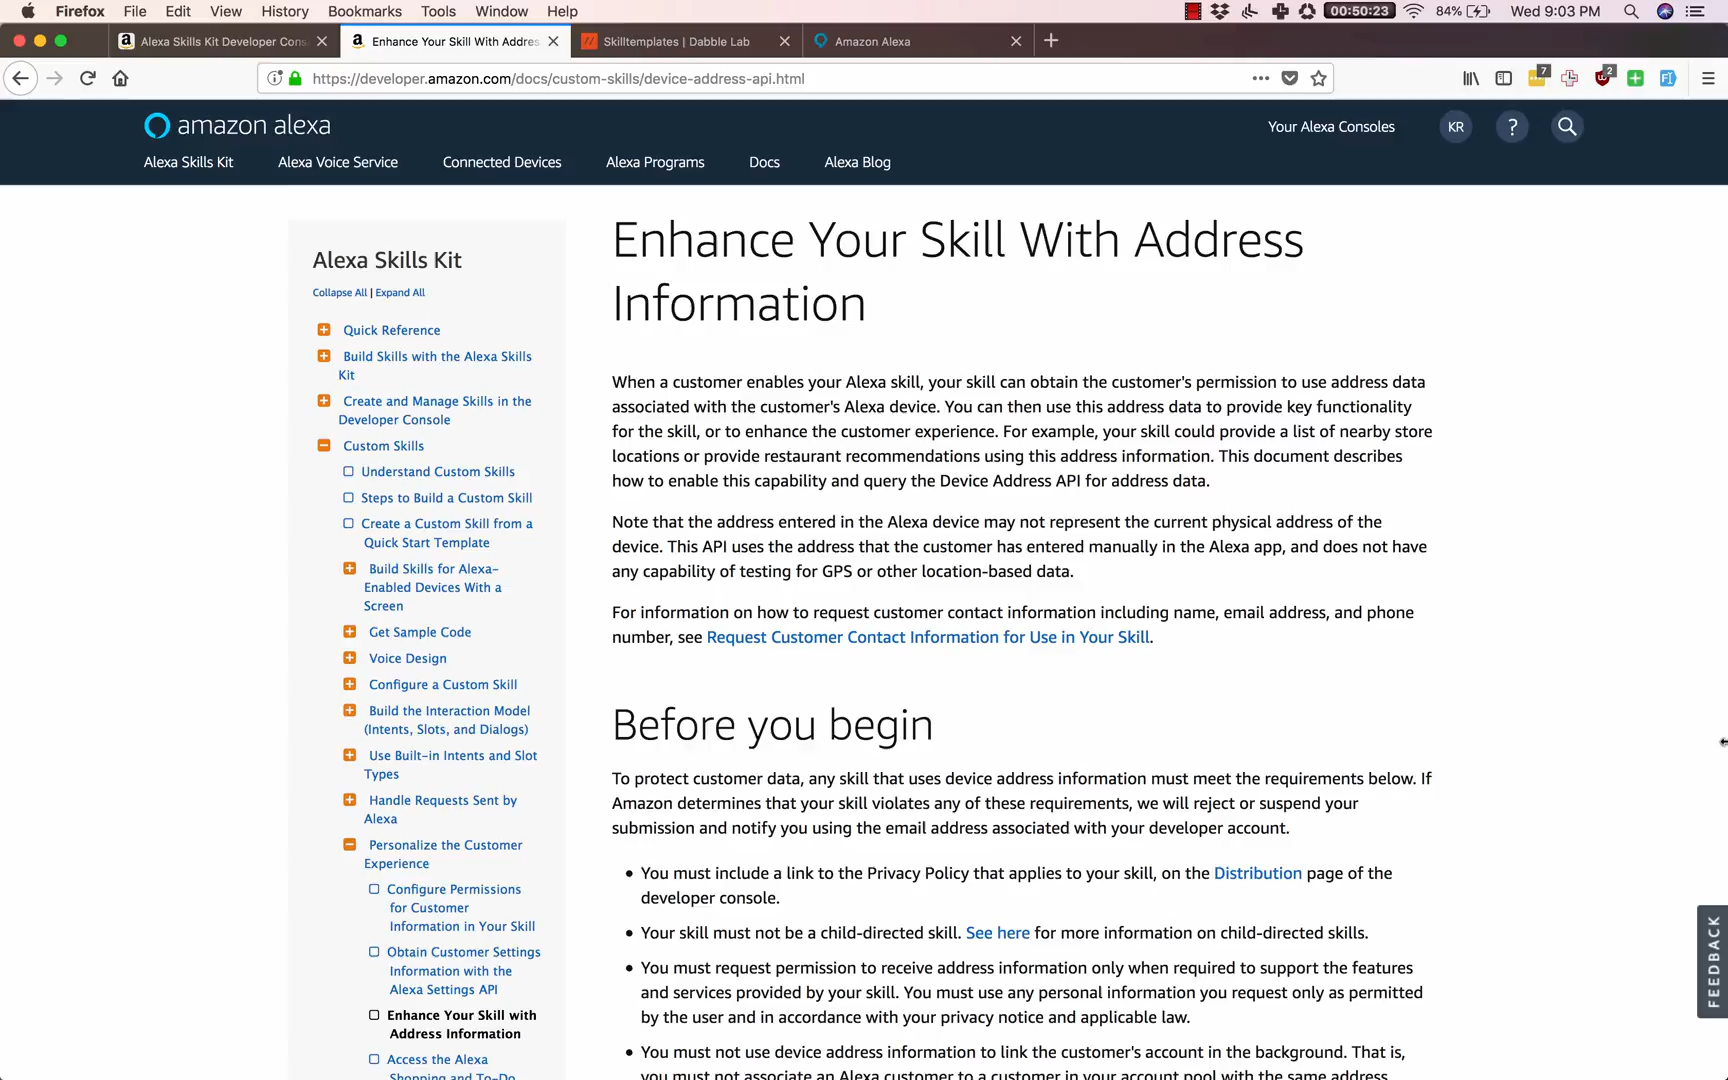 Firefox File Edit View History Bookmarks Tools Window Help 00:50:23 84% Wed 9:03 PM
Alexa Skills Kit Developer Cons Enhance Your Skill With Addres Skilltemplates | Dabble Lab Amazon Alexa
https://developer.amazon.com/docs/custom-skills/device-address-api.html 7 2
amazon alexa Your Alexa Consoles KR ?
Alexa Skills Kit Alexa Voice Service Connected Devices Alexa Programs Docs Alexa Blog
Alexa Skills Kit
Collapse All | Expand All
Quick Reference
Build Skills with the Alexa Skills
Kit
Create and Manage Skills in the
Developer Console
Custom Skills
Understand Custom Skills
Steps to Build a Custom Skill
Create a Custom Skill from a
Quick Start Template
Build Skills for Alexa-
Enabled Devices With a
Screen
Get Sample Code
Voice Design
Configure a Custom Skill
Build the Interaction Model
(Intents, Slots, and Dialogs)
Use Built-in Intents and Slot
Types
Handle Requests Sent by
Alexa
Personalize the Customer
Experience
Configure Permissions
for Customer
Information in Your Skill
Obtain Customer Settings
Information with the
Alexa Settings API
Enhance Your Skill with
Address Information
Access the Alexa
Shopping and To-Do
Enhance Your Skill With Address
Information
When a customer enables your Alexa skill, your skill can obtain the customer's permission to use address data
associated with the customer's Alexa device. You can then use this address data to provide key functionality
for the skill, or to enhance the customer experience. For example, your skill could provide a list of nearby store
locations or provide restaurant recommendations using this address information. This document describes
how to enable this capability and query the Device Address API for address data.
Note that the address entered in the Alexa device may not represent the current physical address of the
device. This API uses the address that the customer has entered manually in the Alexa app, and does not have
any capability of testing for GPS or other location-based data.
For information on how to request customer contact information including name, email address, and phone
number, see Request Customer Contact Information for Use in Your Skill.
Before you begin
To protect customer data, any skill that uses device address information must meet the requirements below. If
Amazon determines that your skill violates any of these requirements, we will reject or suspend your
submission and notify you using the email address associated with your developer account.
• You must include a link to the Privacy Policy that applies to your skill, on the Distribution page of the
developer console.
• Your skill must not be a child-directed skill. See here for more information on child-directed skills.
• You must request permission to receive address information only when required to support the features
and services provided by your skill. You must use any personal information you request only as permitted
by the user and in accordance with your privacy notice and applicable law.
• You must not use device address information to link the customer's account in the background. That is,
you must not associate an Alexa customer to a customer in your account pool with the same address
FEEDBACK